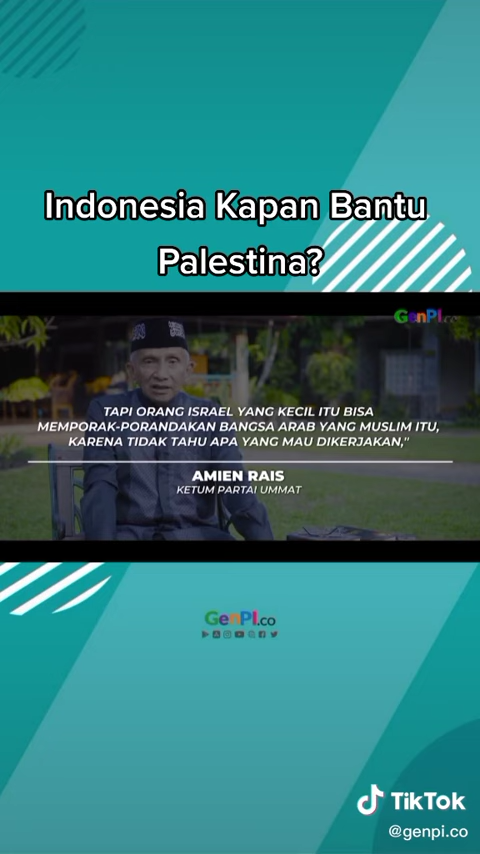 Indonesia Kapan Bantu
Palestina?
GenPI.co
TAPI ORANG ISRAEL YANG KECIL ITU BISA
MEMPORAK-PORANDAKAN BANGSA ARAB YANG MUSLIM ITU,
KARENA TIDAK TAHU APA YANG MAU DIKERJAKAN,"
AMIEN RAIS
KETUM PARTAI UMMAT
GenPI.co
TikTok
@genpi.co